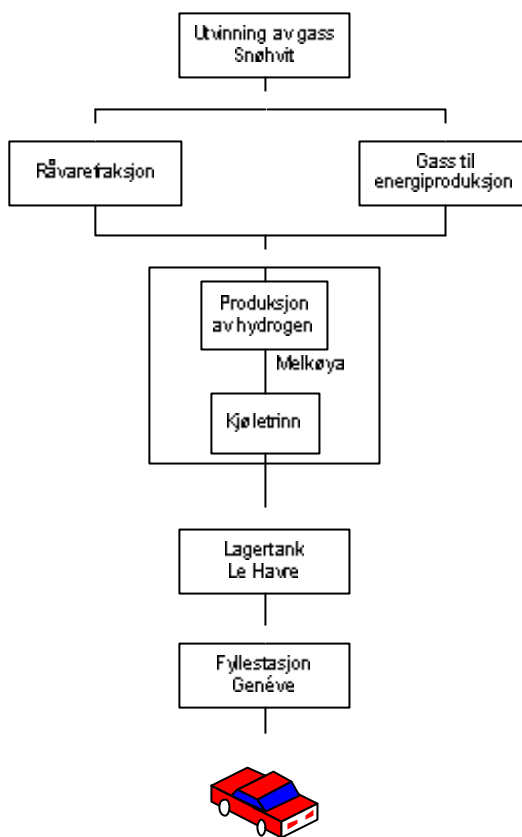 Utvinning av gass
Snøhvit
Råvarefraksjon
Gass til
energiproduksjon
Produksjon
av hydrogen
Melkøya
Kjøletrinn
Lagertank
Le Havre
Fyllestasjon
Genéve